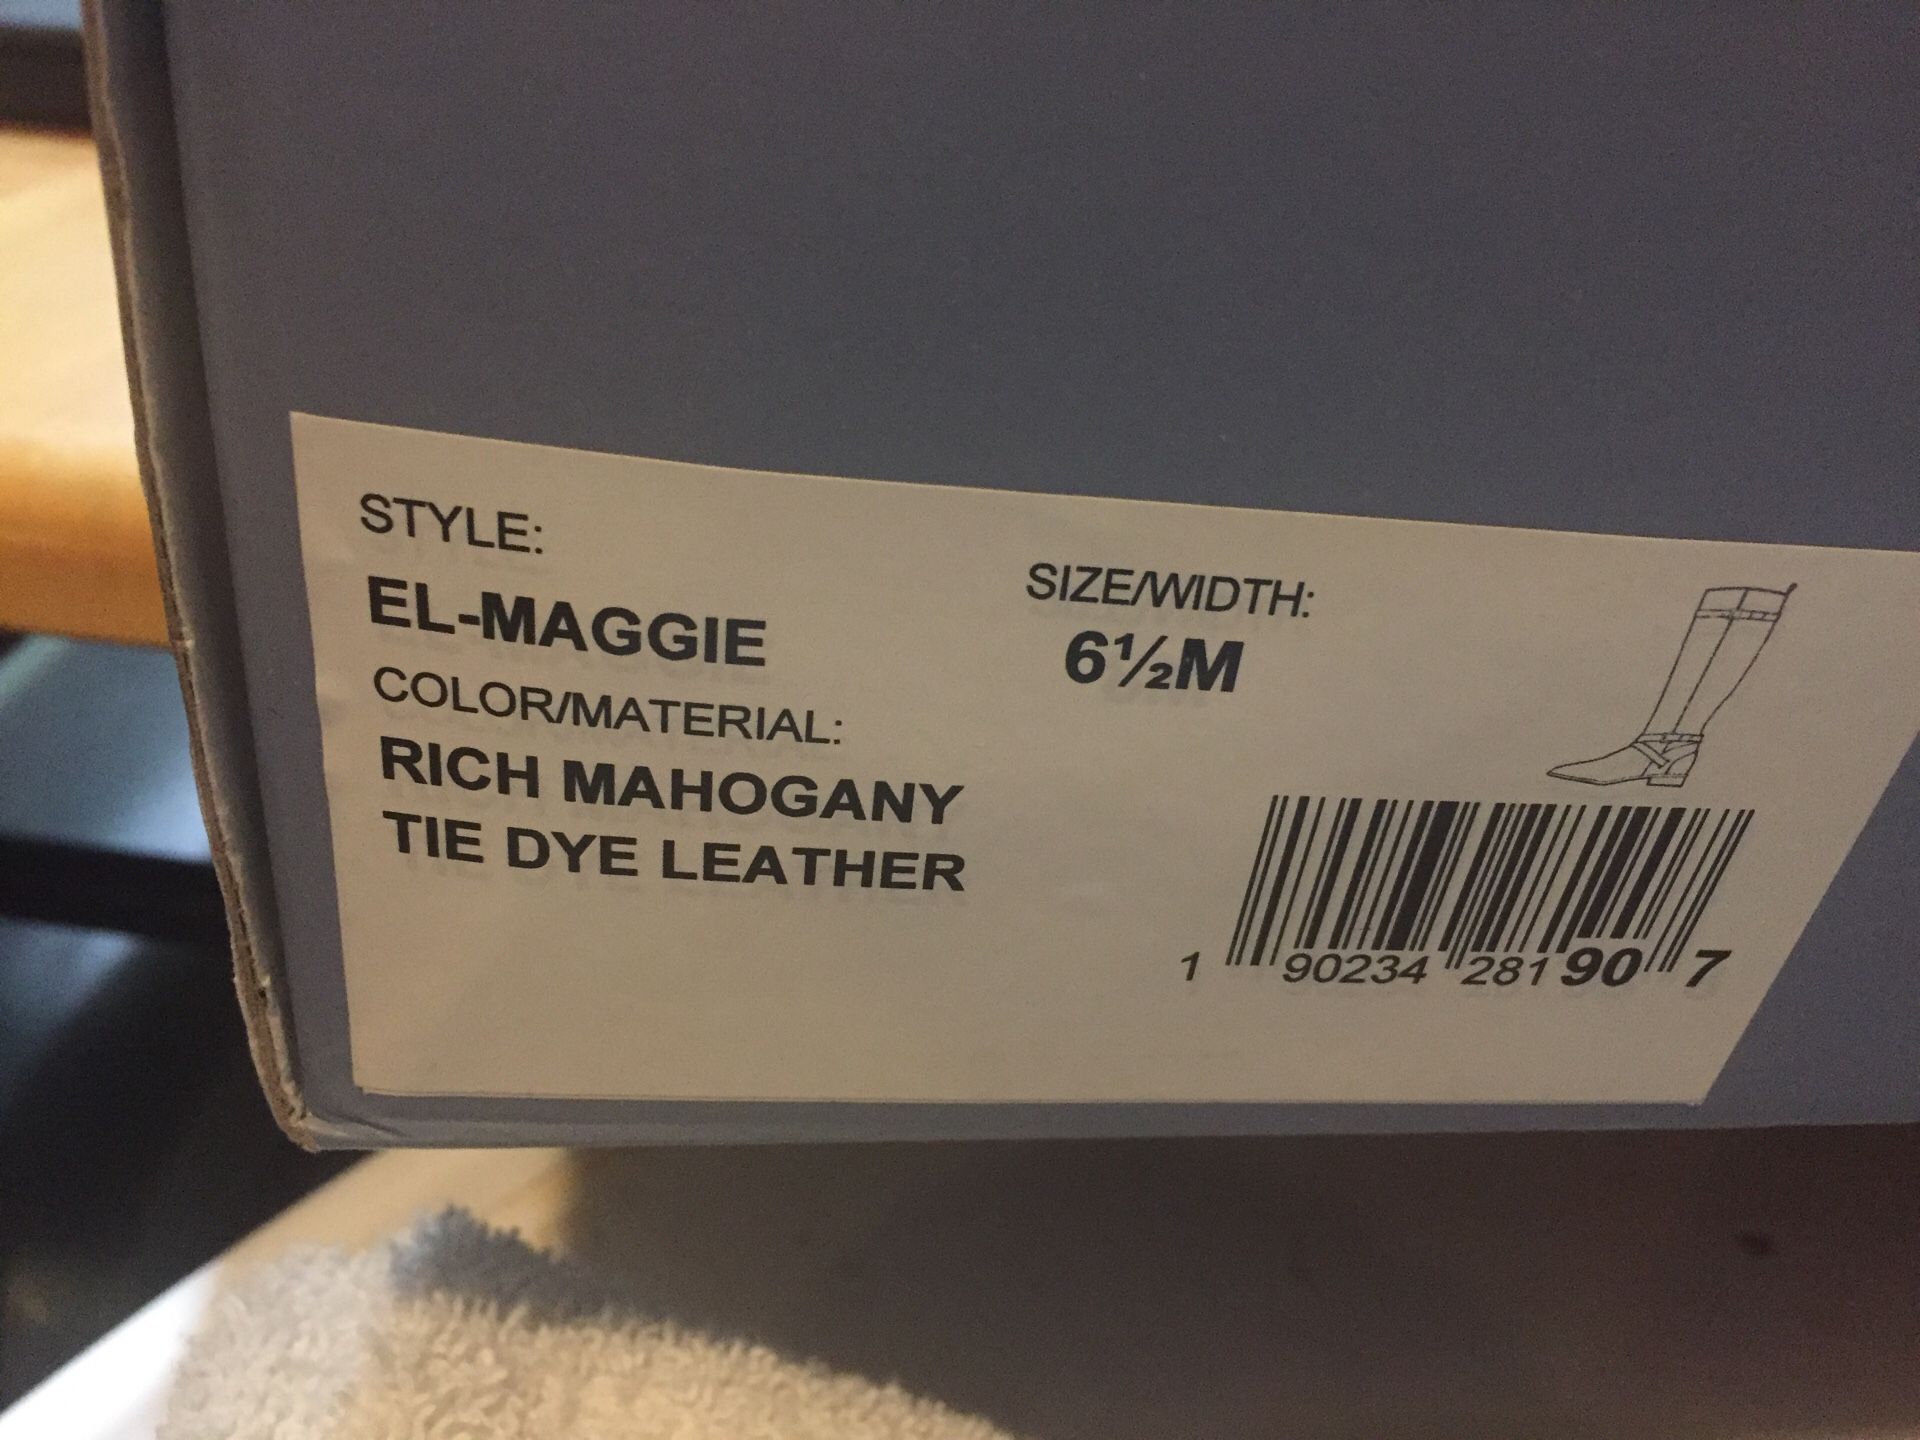 STYLE:
EL-MAGGIE
COLOR/MATERIAL:
RICH MAHOGANY
TIE DYE LEATHER
SIZE/WIDTH:
6½M
1 90234 28190 7